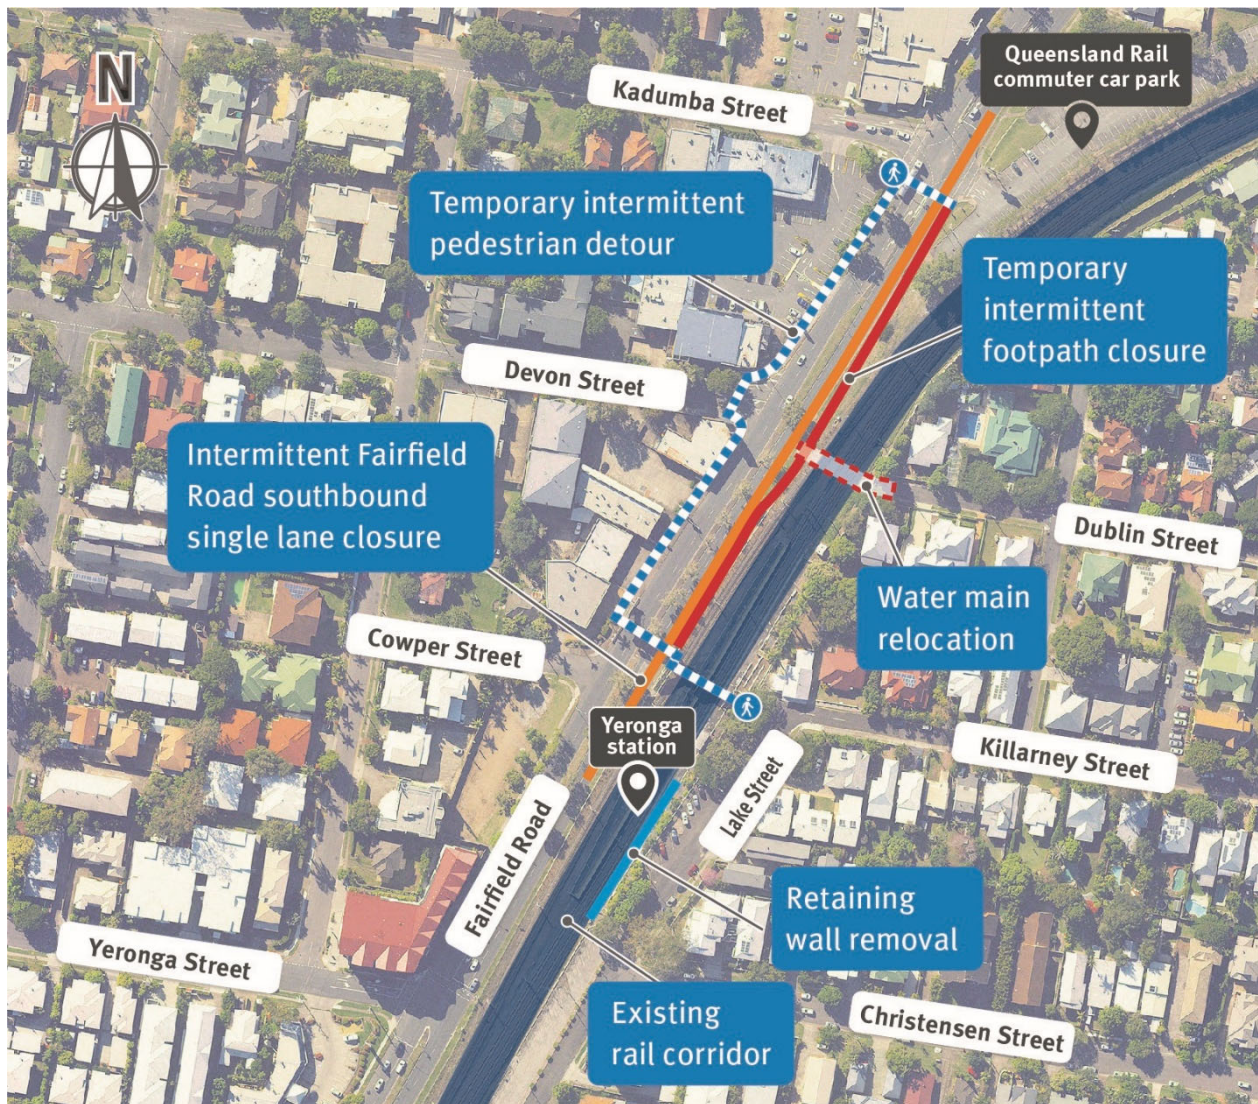 N
Queensland Rail
commuter car park
Kadumba Street
Temporary intermittent
pedestrian detour
Temporary
intermittent
footpath closure
Devon Street
Intermittent Fairfield
Road southbound
single lane closure
Dublin Street
Water main
relocation
Cowper Street
Yeronga
station
Killarney Street
Lake Street
Fairfield Road
Retaining
wall removal
Yeronga Street
Existing
rail corridor
Christensen Street